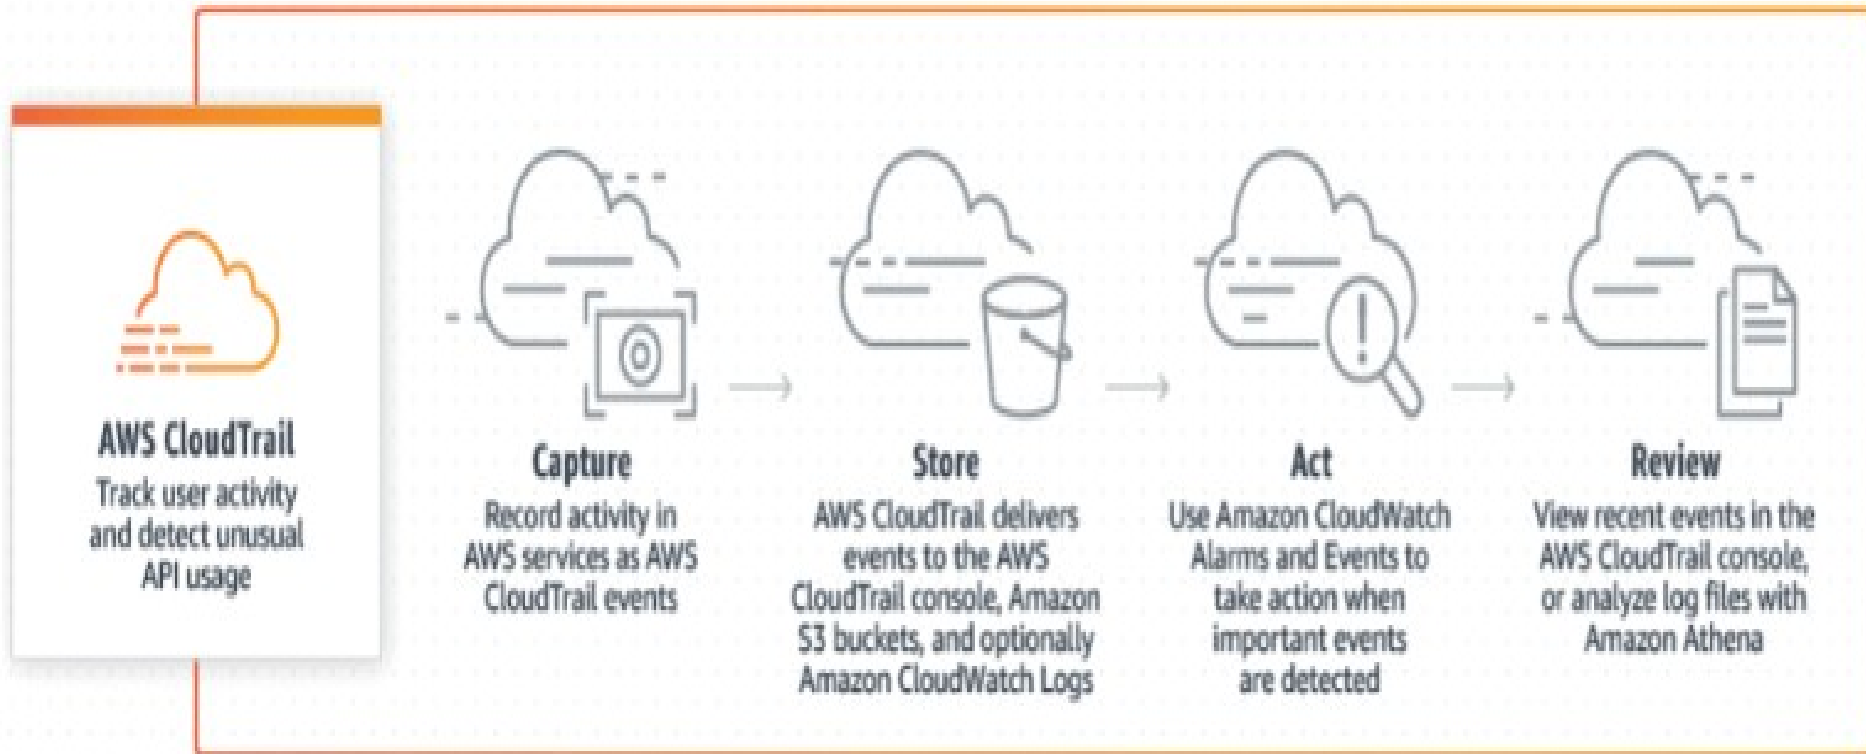 AWS CloudTrail
Track user activity
and detect unusual
API usage
Capture
Record activity in
AWS services as AWS
CloudTrail events
Store
AWS CloudTrail delivers
events to the AWS
CloudTrail console, Amazon
S3 buckets, and optionally
Amazon CloudWatch Logs
Act
Use Amazon CloudWatch
Alarms and Events to
take action when
important events
are detected
Review
View recent events in the
AWS CloudTrail console,
or analyze log files with
Amazon Athena